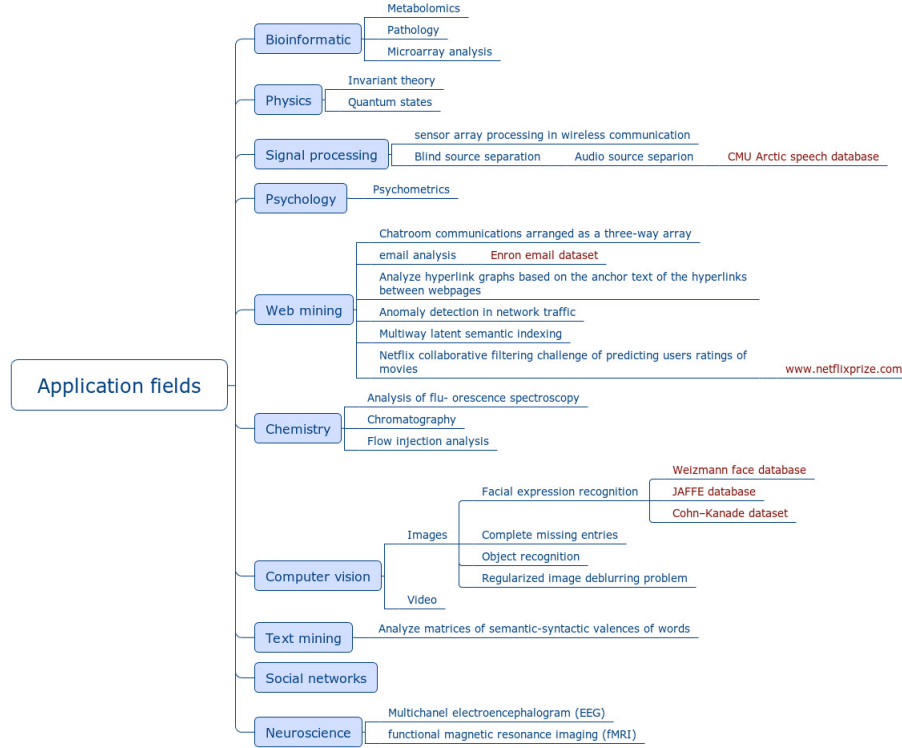 Application fields
Bioinformatic
Metabolomics
Pathology
Microarray analysis
Physics
Invariant theory
Quantum states
Signal processing
sensor array processing in wireless communication
Blind source separation
Audio source separion
CMU Arctic speech database
Psychology
Psychometrics
Web mining
Chatroom communications arranged as a three-way array
email analysis
Enron email dataset
Analyze hyperlink graphs based on the anchor text of the hyperlinks
between webpages
Anomaly detection in network traffic
Multiway latent semantic indexing
Netflix collaborative filtering challenge of predicting users ratings of
movies
www.netflixprize.com
Chemistry
Analysis of flu- orescence spectroscopy
Chromatography
Flow injection analysis
Computer vision
Images
Facial expression recognition
Weizmann face database
JAFFE database
Cohn–Kanade dataset
Complete missing entries
Object recognition
Regularized image deblurring problem
Video
Text mining
Analyze matrices of semantic-syntactic valences of words
Social networks
Neuroscience
Multichanel electroencephalogram (EEG)
functional magnetic resonance imaging (fMRI)